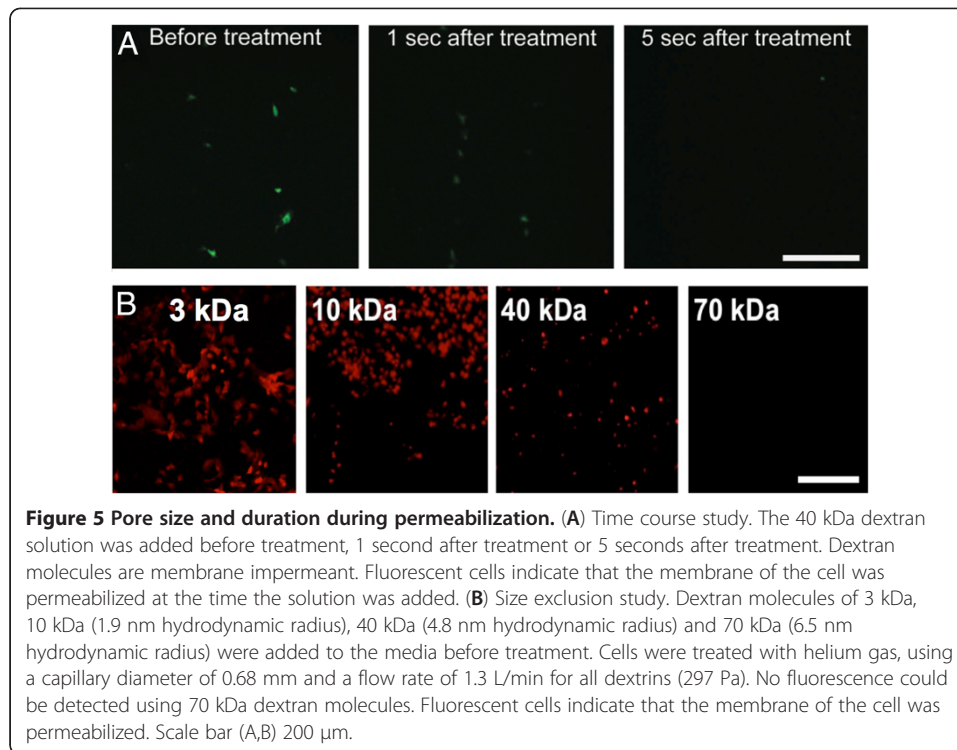 A Before treatment 1 sec after treatment 5 sec after treatment
B 3 kDa 10 kDa 40 kDa 70 kDa
Figure 5 Pore size and duration during permeabilization. (A) Time course study. The 40 kDa dextran
solution was added before treatment, 1 second after treatment or 5 seconds after treatment. Dextran
molecules are membrane impermeant. Fluorescent cells indicate that the membrane of the cell was
permeabilized at the time the solution was added. (B) Size exclusion study. Dextran molecules of 3 kDa,
10 kDa (1.9 nm hydrodynamic radius), 40 kDa (4.8 nm hydrodynamic radius) and 70 kDa (6.5 nm
hydrodynamic radius) were added to the media before treatment. Cells were treated with helium gas, using
a capillary diameter of 0.68 mm and a flow rate of 1.3 L/min for all dextrins (297 Pa). No fluorescence could
be detected using 70 kDa dextran molecules. Fluorescent cells indicate that the membrane of the cell was
permeabilized. Scale bar (A,B) 200 μm.